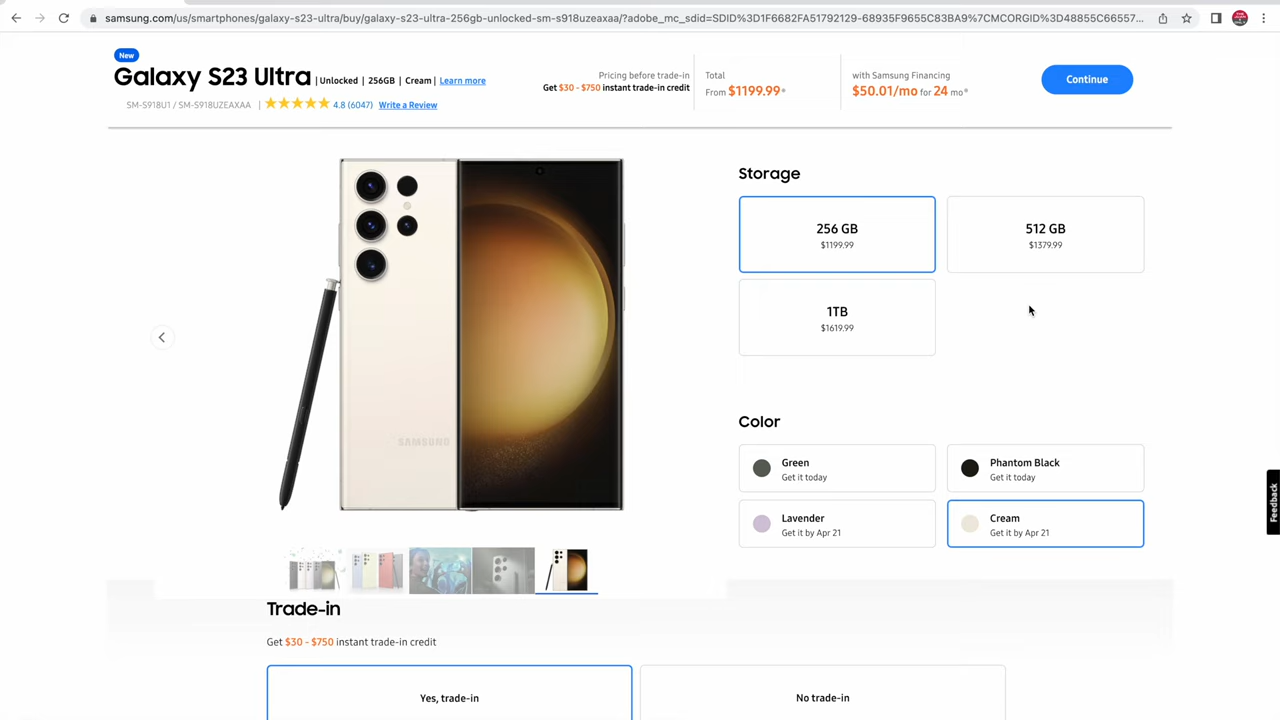 samsung.com/us/smartphones/galaxy-s23-ultra/buy/galaxy-s23-ultra-256gb-unlocked-sm-s918uzeaxaa/?adobe_mc_sdid=SDID%3D1F6682FA51792129-68935F9655C83BA9%7CMCORGID%3D48855C66557...
New
Galaxy S23 Ultra | Unlocked | 256GB | Cream | Learn more
SM-S918U1 / SM-S918UZEAXAA | 4.8 (6047) Write a Review
Pricing before trade-in
Get $30 - $750 instant trade-in credit
Total
From $1199.99
with Samsung Financing
$50.01/mo for 24 mo
Continue
SAMSUNG
Storage
256 GB
$1199.99
512 GB
$1379.99
1TB
$1619.99
Color
Green
Get it today
Phantom Black
Get it today
Lavender
Get it by Apr 21
Cream
Get it by Apr 21
Feedback
Trade-in
Get $30 - $750 instant trade-in credit
Yes, trade-in
No trade-in